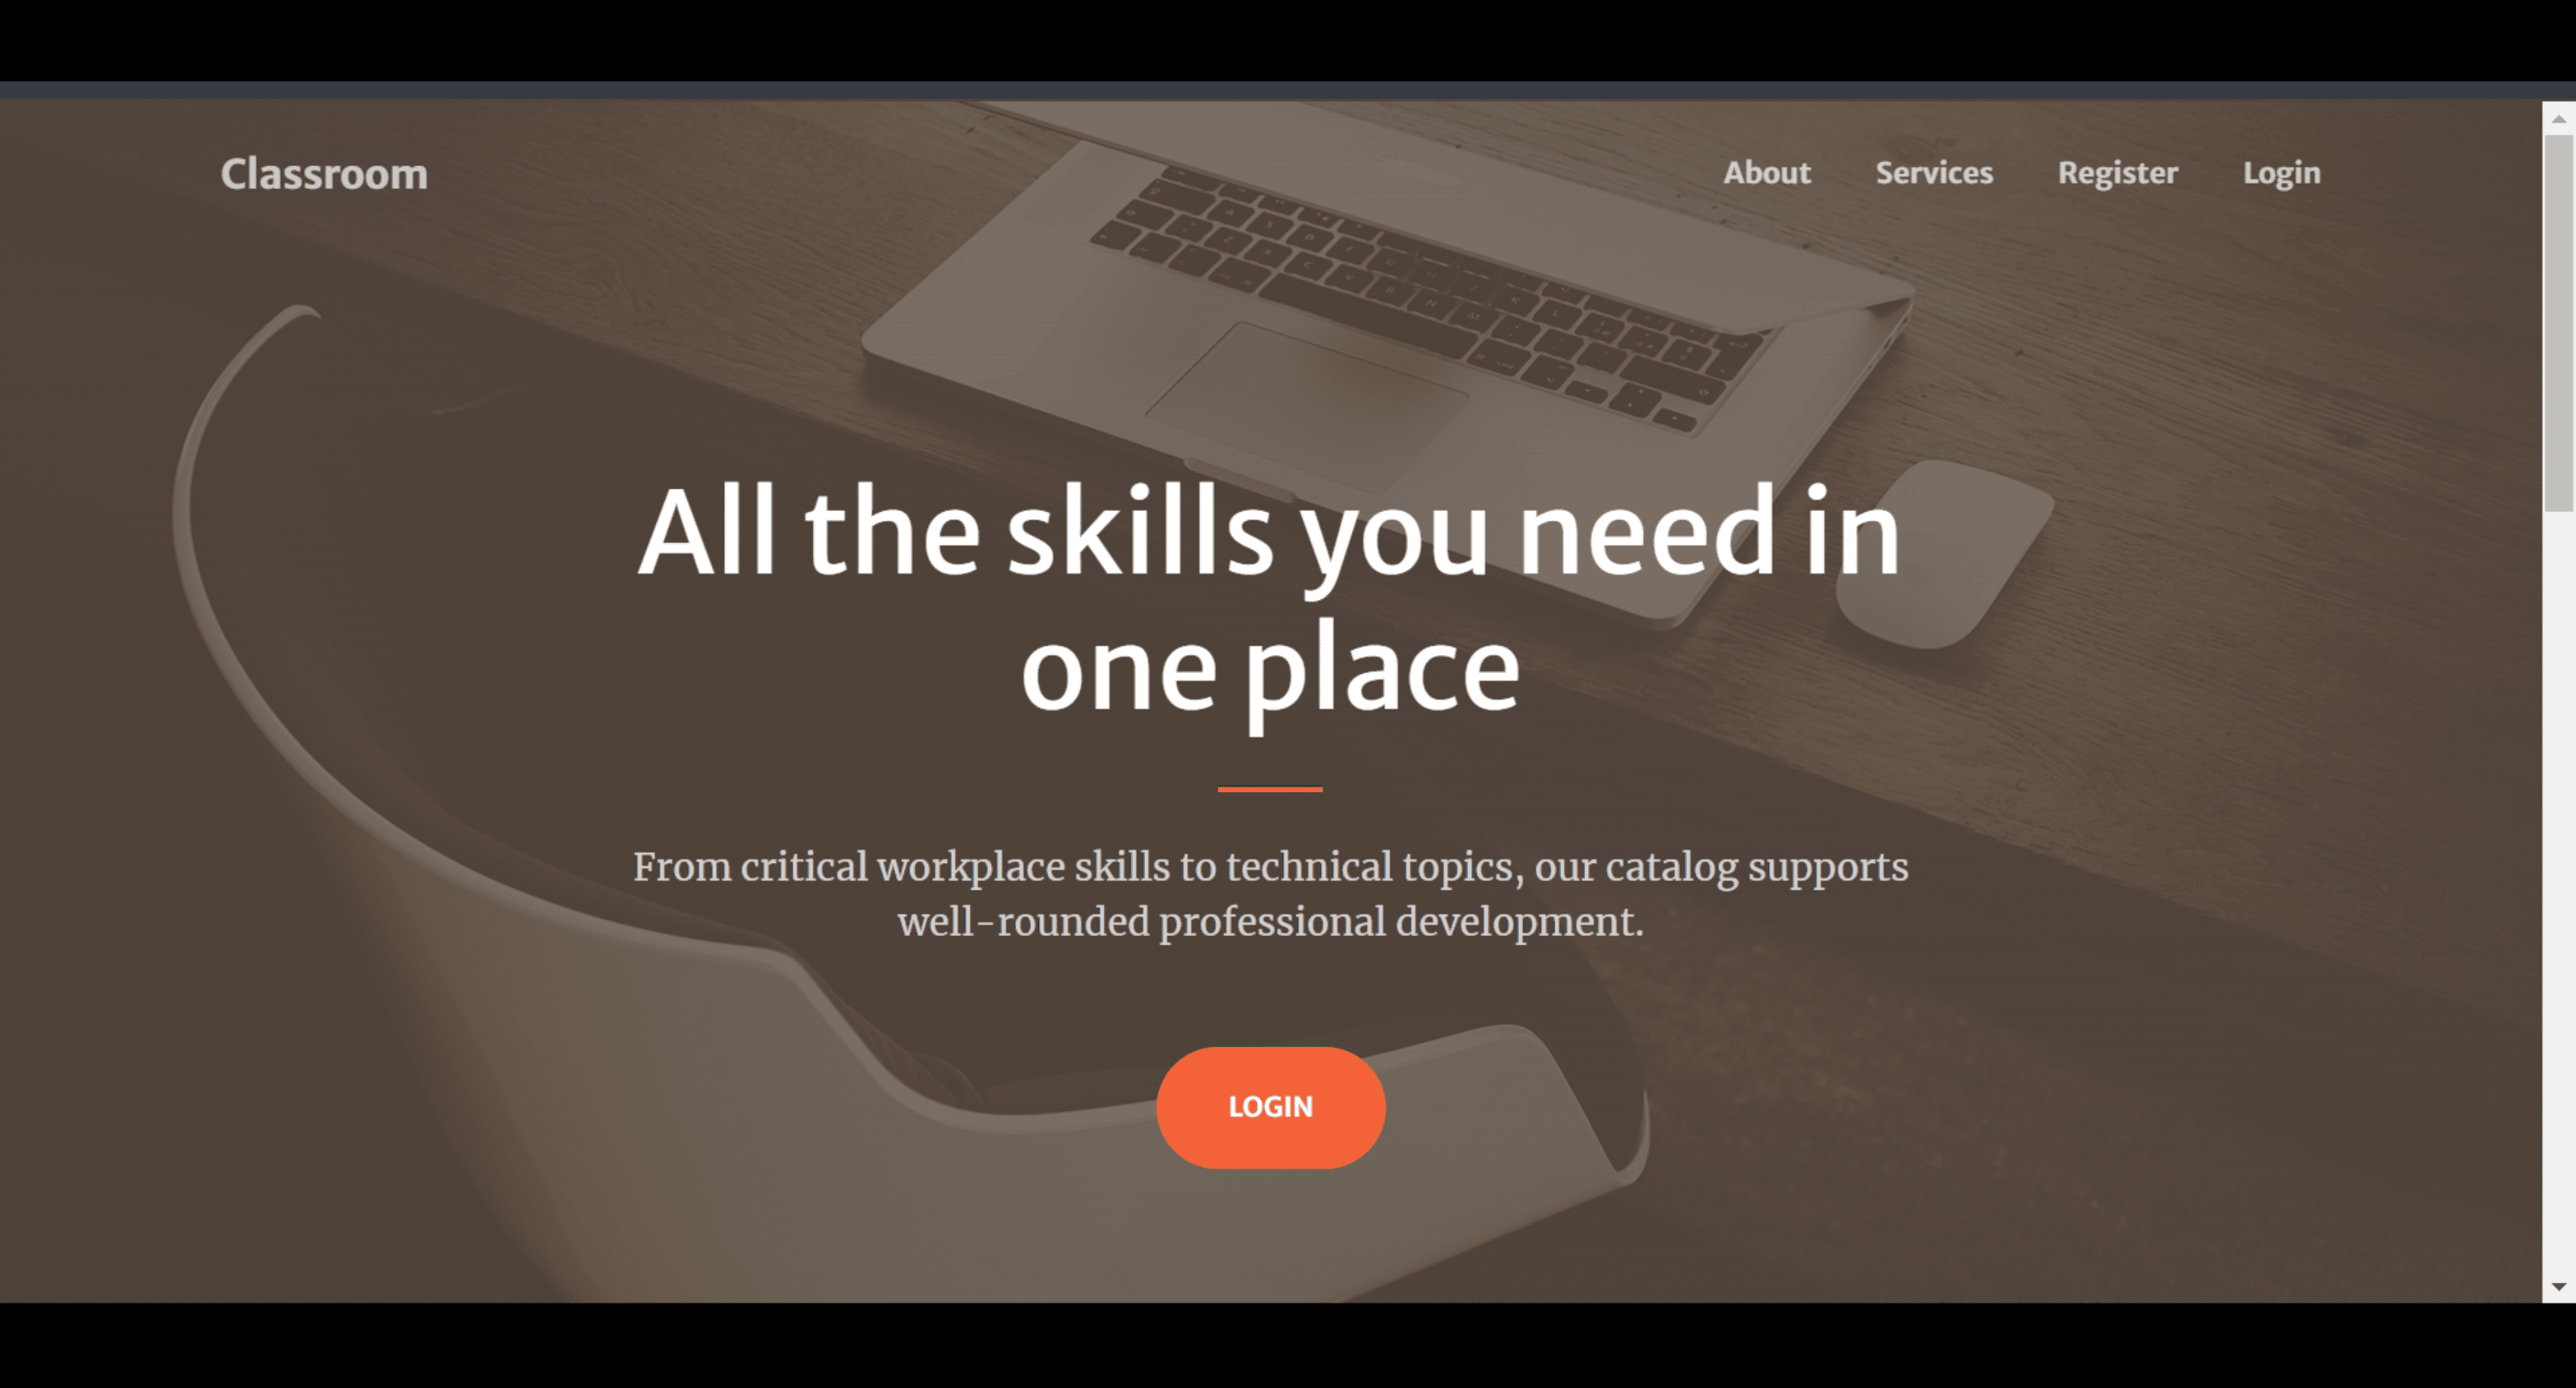 Classroom
About Services Register Login
All the skills you need in
one place
From critical workplace skills to technical topics, our catalog supports
well-rounded professional development.
LOGIN